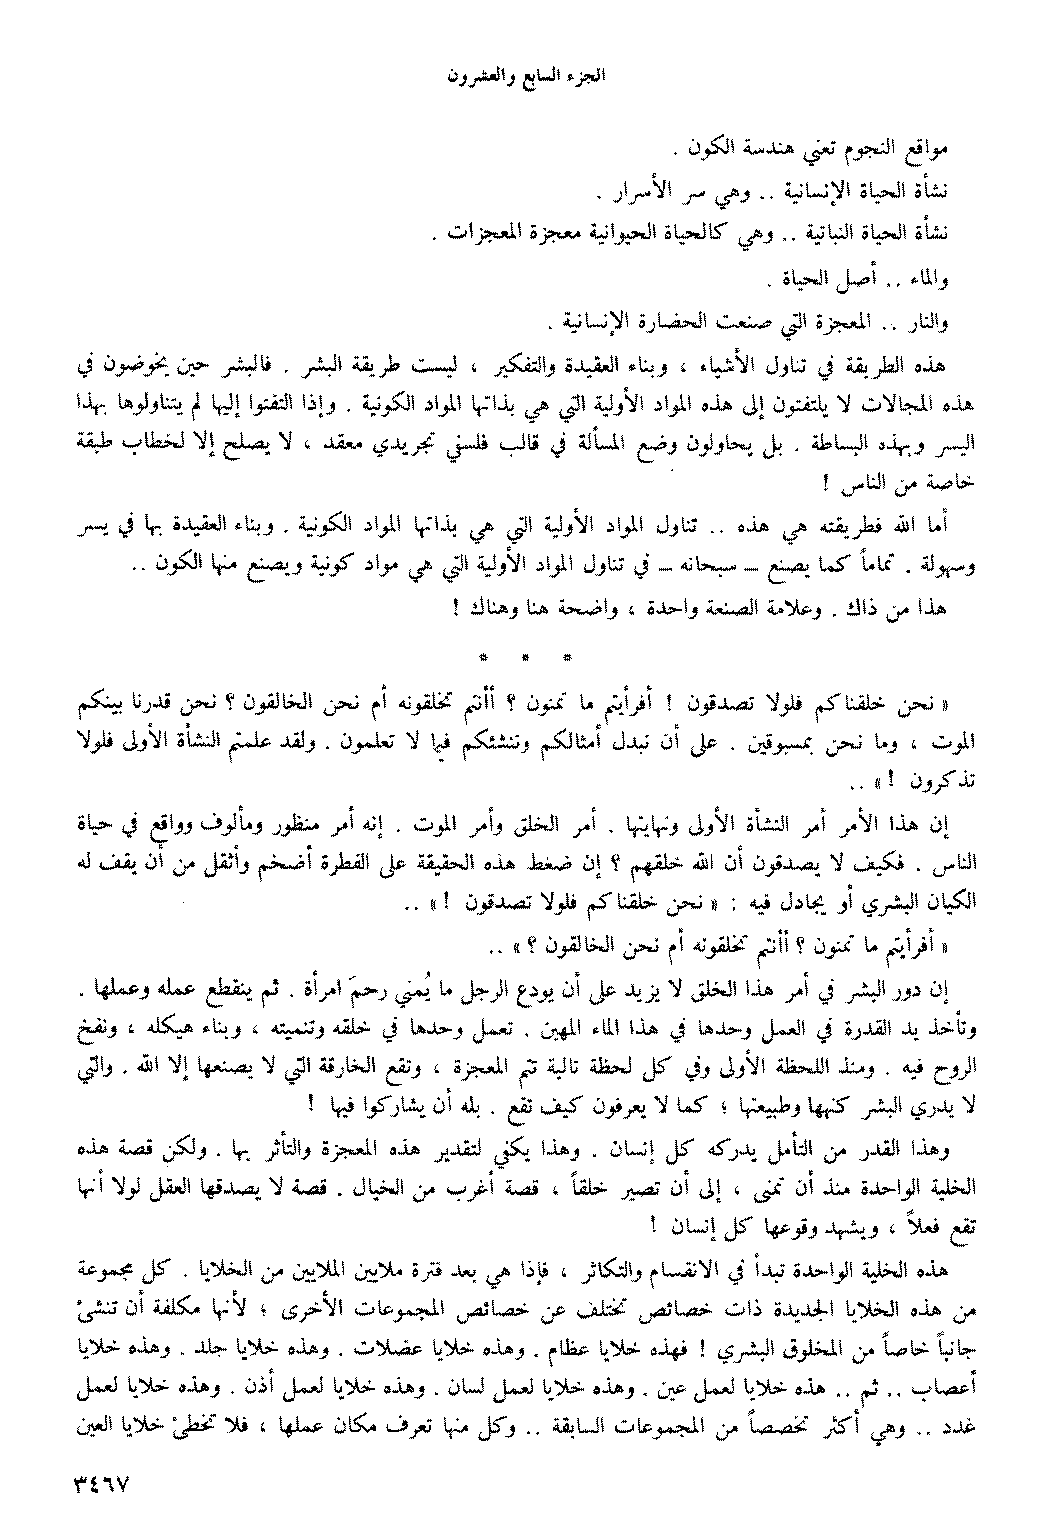 الجزء السابع والعشرون
مواقع النجوم تعني هندسة الكون .
نشأة الحياة الإنسانية .. وهي سر الأسرار .
نشأة الحياة النباتية .. وهي كالحياة الحيوانية معجزة المعجزات .
والماء .. أصل الحياة .
والنار .. المعجزة التي صنعت الحضارة الإنسانية .
هذه الطريقة في تناول الأشياء ، وبناء العقيدة والتفكير ، ليست طريقة البشر . فالبشر حين يخوضون في
هذه المجالات لا يلتفتون إلى هذه المواد الأولية التي هي بذاتها المواد الكونية . وإذا التفتوا إليها لم يتناولوها بهذا
اليسر وبهذه البساطة . بل يحاولون وضع المسألة في قالب فلسفي تجريدي معقد ، لا يصلح إلا لخطاب طبقة
خاصة من الناس !
أما الله فطريقته هي هذه .. تناول المواد الأولية التي هي بذاتها المواد الكونية . وبناء العقيدة بها في يسر
وسهولة . تماماً كما يصنع – سبحانه – في تناول المواد الأولية التي هي مواد كونية ويصنع منها الكون ..
هذا من ذاك . وعلامة الصنعة واحدة ، واضحة هنا وهناك !
* * *
« نحن خلقناكم فلولا تصدقون ! أفرأيتم ما تمنون ؟ أأنتم تخلقونه أم نحن الخالقون ؟ نحن قدرنا بينكم
الموت ، وما نحن بمسبوقين . على أن نبدل أمثالكم وننشئكم فيما لا تعلمون . ولقد علمتم النشأة الأولى فلولا
تذكرون ! » ..
إن هذا الأمر أمر النشأة الأولى ونهايتها . أمر الخلق وأمر الموت . إنه أمر منظور ومألوف وواقع في حياة
الناس . فكيف لا يصدقون أن الله خلقهم ؟ إن ضغط هذه الحقيقة على الفطرة أضخم وأثقل من أن يقف له
الكيان البشري أو يجادل فيه : « نحن خلقناكم فلولا تصدقون ! » ..
« أفرأيتم ما تمنون ؟ أأنتم تخلقونه أم نحن الخالقون ؟ » ..
إن دور البشر في أمر هذا الخلق لا يزيد على أن يودع الرجل ما يُمني رحمَ امرأة . ثم ينقطع عمله وعملها .
وتأخذ يد القدرة في العمل وحدها في هذا الماء المهين . تعمل وحدها في خلقه وتنميته ، وبناء هيكله ، ونفخ
الروح فيه . ومنذ اللحظة الأولى وفي كل لحظة تالية تتم المعجزة ، وتقع الخارقة التي لا يصنعها إلا الله . والتي
لا يدري البشر كنهها وطبيعتها ؛ كما لا يعرفون كيف تقع . بله أن يشاركوا فيها !
وهذا القدر من التأمل يدركه كل إنسان . وهذا يكفي لتقدير هذه المعجزة والتأثر بها . ولكن قصة هذه
الخلية الواحدة منذ أن تمنى ، إلى أن تصير خلقاً ، قصة أغرب من الخيال . قصة لا يصدقها العقل لولا أنها
تقع فعلاً ، ويشهد وقوعها كل إنسان !
هذه الخلية الواحدة تبدأ في الانقسام والتكاثر ، فإذا هي بعد فترة ملايين الملايين من الخلايا . كل مجموعة
من هذه الخلايا الجديدة ذات خصائص تختلف عن خصائص المجموعات الأخرى ؛ لأنها مكلفة أن تنشئ
جانباً خاصاً من المخلوق البشري ! فهذه خلايا عظام . وهذه خلايا عضلات . وهذه خلايا جلد . وهذه خلايا
أعصاب .. ثم .. هذه خلايا لعمل عين . وهذه خلايا لعمل لسان . وهذه خلايا لعمل أذن . وهذه خلايا لعمل
غدد .. وهي أكثر تخصصاً من المجموعات السابقة .. وكل منها تعرف مكان عملها ، فلا تخطئ خلايا العين
٣٤٦٧